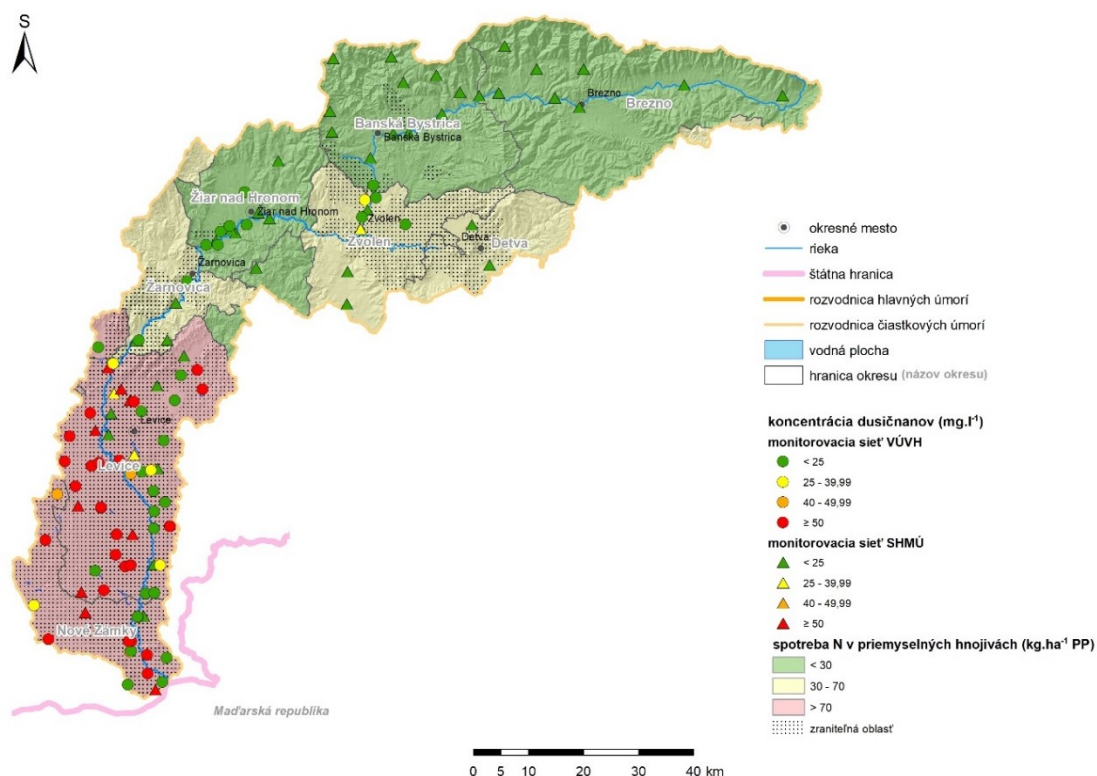 S
Brezno
Brezno
Banská Bystrica
Banská Bystrica
Žiar nad Hronom
Žiar nad Hronom
Zvolen
Zvolen
Detva
Detva
Žarnovica
Žarnovica
Levice
Levice
Nové Zámky
Maďarská republika
okresné mesto
rieka
štátna hranica
rozvodnica hlavných úmorí
rozvodnica čiastkových úmorí
vodná plocha
hranica okresu (názov okresu)
koncentrácia dusičnanov (mg.l⁻¹)
monitorovacia sieť VÚVH
< 25
25 - 39,99
40 - 49,99
≥ 50
monitorovacia sieť SHMÚ
< 25
25 - 39,99
40 - 49,99
≥ 50
spotreba N v priemyselných hnojivách (kg.ha⁻¹ PP)
< 30
30 - 70
> 70
zraniteľná oblasť
0 5 10 20 30 40 km